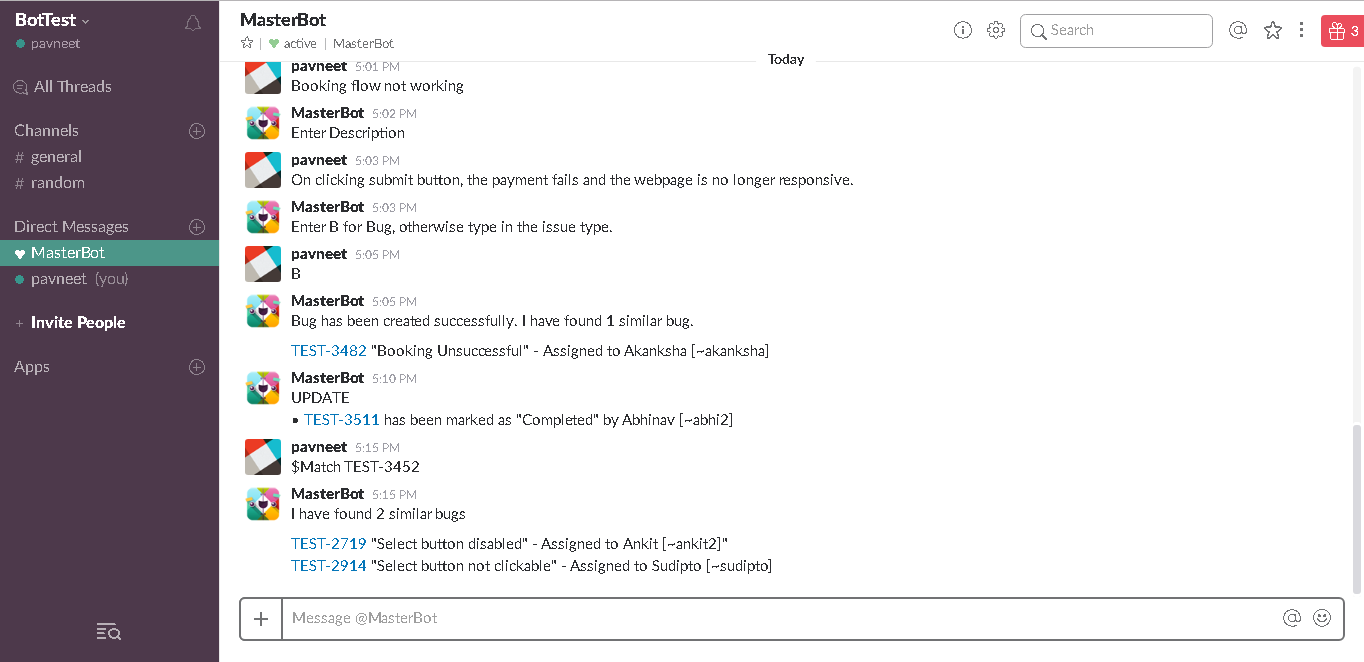 BotTest
pavneet
All Threads
Channels
# general
# random
Direct Messages
MasterBot
pavneet (you)
+ Invite People
Apps
MasterBot
active | MasterBot
Search
3
Today
pavneet 5:01 PM
Booking flow not working
MasterBot 5:02 PM
Enter Description
pavneet 5:03 PM
On clicking submit button, the payment fails and the webpage is no longer responsive.
MasterBot 5:03 PM
Enter B for Bug, otherwise type in the issue type.
pavneet 5:05 PM
B
MasterBot 5:05 PM
Bug has been created successfully. I have found 1 similar bug.
TEST-3482 "Booking Unsuccessful" - Assigned to Akanksha [~akanksha]
MasterBot 5:10 PM
UPDATE
• TEST-3511 has been marked as "Completed" by Abhinav [~abhi2]
pavneet 5:15 PM
$Match TEST-3452
MasterBot 5:15 PM
I have found 2 similar bugs
TEST-2719 "Select button disabled" - Assigned to Ankit [~ankit2]"
TEST-2914 "Select button not clickable" - Assigned to Sudipto [~sudipto]
+ Message @MasterBot